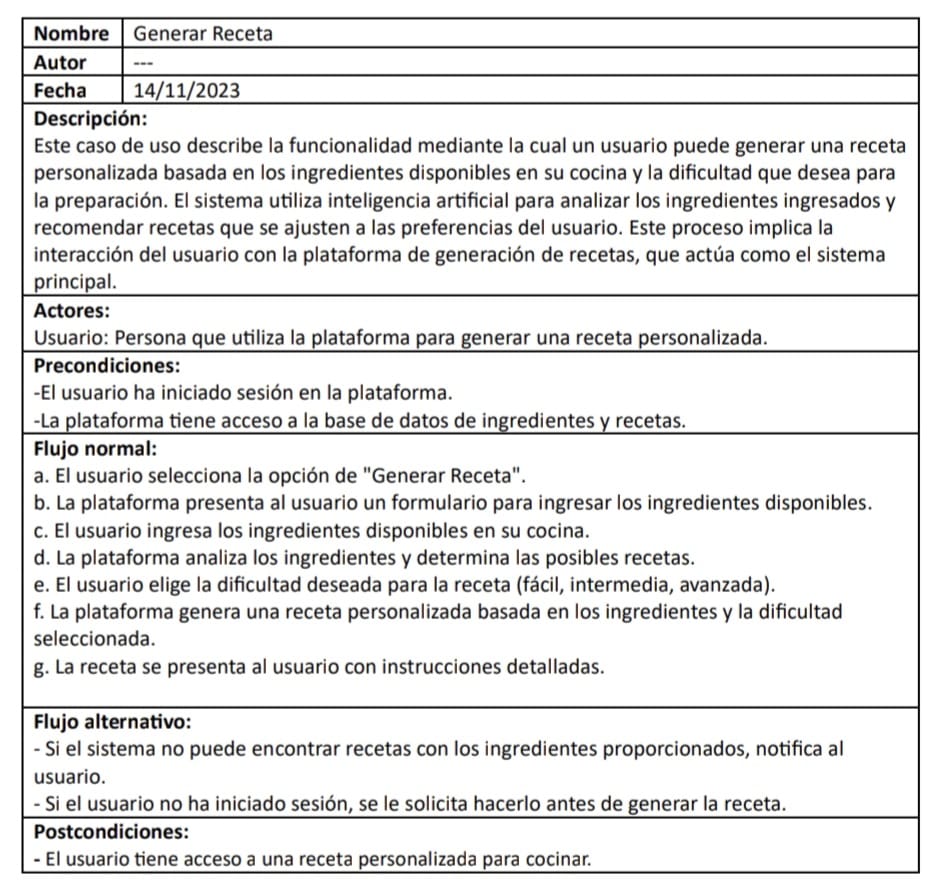 Nombre Generar Receta
Autor ---
Fecha 14/11/2023
Descripción:
Este caso de uso describe la funcionalidad mediante la cual un usuario puede generar una receta
personalizada basada en los ingredientes disponibles en su cocina y la dificultad que desea para
la preparación. El sistema utiliza inteligencia artificial para analizar los ingredientes ingresados y
recomendar recetas que se ajusten a las preferencias del usuario. Este proceso implica la
interacción del usuario con la plataforma de generación de recetas, que actúa como el sistema
principal.
Actores:
Usuario: Persona que utiliza la plataforma para generar una receta personalizada.
Precondiciones:
-El usuario ha iniciado sesión en la plataforma.
-La plataforma tiene acceso a la base de datos de ingredientes y recetas.
Flujo normal:
a. El usuario selecciona la opción de "Generar Receta".
b. La plataforma presenta al usuario un formulario para ingresar los ingredientes disponibles.
c. El usuario ingresa los ingredientes disponibles en su cocina.
d. La plataforma analiza los ingredientes y determina las posibles recetas.
e. El usuario elige la dificultad deseada para la receta (fácil, intermedia, avanzada).
f. La plataforma genera una receta personalizada basada en los ingredientes y la dificultad
seleccionada.
g. La receta se presenta al usuario con instrucciones detalladas.
Flujo alternativo:
- Si el sistema no puede encontrar recetas con los ingredientes proporcionados, notifica al
usuario.
- Si el usuario no ha iniciado sesión, se le solicita hacerlo antes de generar la receta.
Postcondiciones:
- El usuario tiene acceso a una receta personalizada para cocinar.